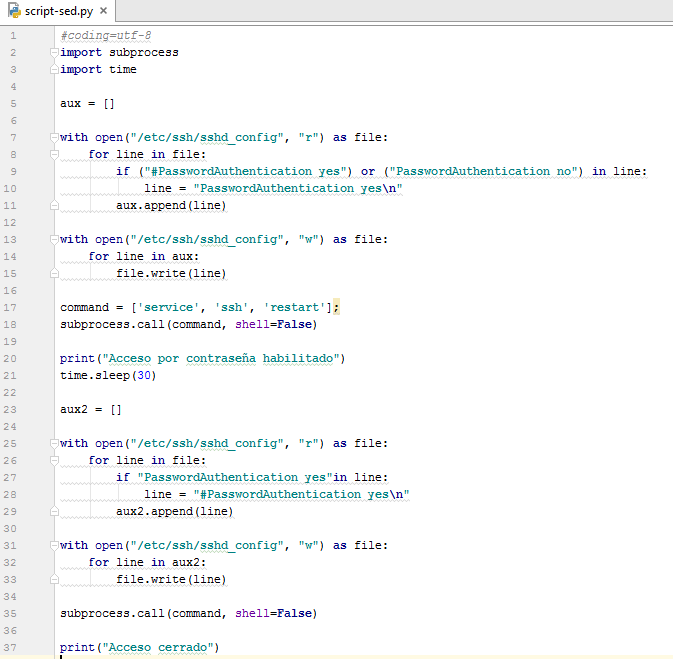 script-sed.py ×
1 #coding=utf-8
2 import subprocess
3 import time
4
5 aux = []
6
7 with open("/etc/ssh/sshd_config", "r") as file:
8     for line in file:
9         if ("#PasswordAuthentication yes") or ("PasswordAuthentication no") in line:
10             line = "PasswordAuthentication yes\n"
11         aux.append(line)
12
13 with open("/etc/ssh/sshd_config", "w") as file:
14     for line in aux:
15         file.write(line)
16
17 command = ['service', 'ssh', 'restart'];
18 subprocess.call(command, shell=False)
19
20 print("Acceso por contraseña habilitado")
21 time.sleep(30)
22
23 aux2 = []
24
25 with open("/etc/ssh/sshd_config", "r") as file:
26     for line in file:
27         if "PasswordAuthentication yes"in line:
28             line = "#PasswordAuthentication yes\n"
29         aux2.append(line)
30
31 with open("/etc/ssh/sshd_config", "w") as file:
32     for line in aux2:
33         file.write(line)
34
35 subprocess.call(command, shell=False)
36
37 print("Acceso cerrado")